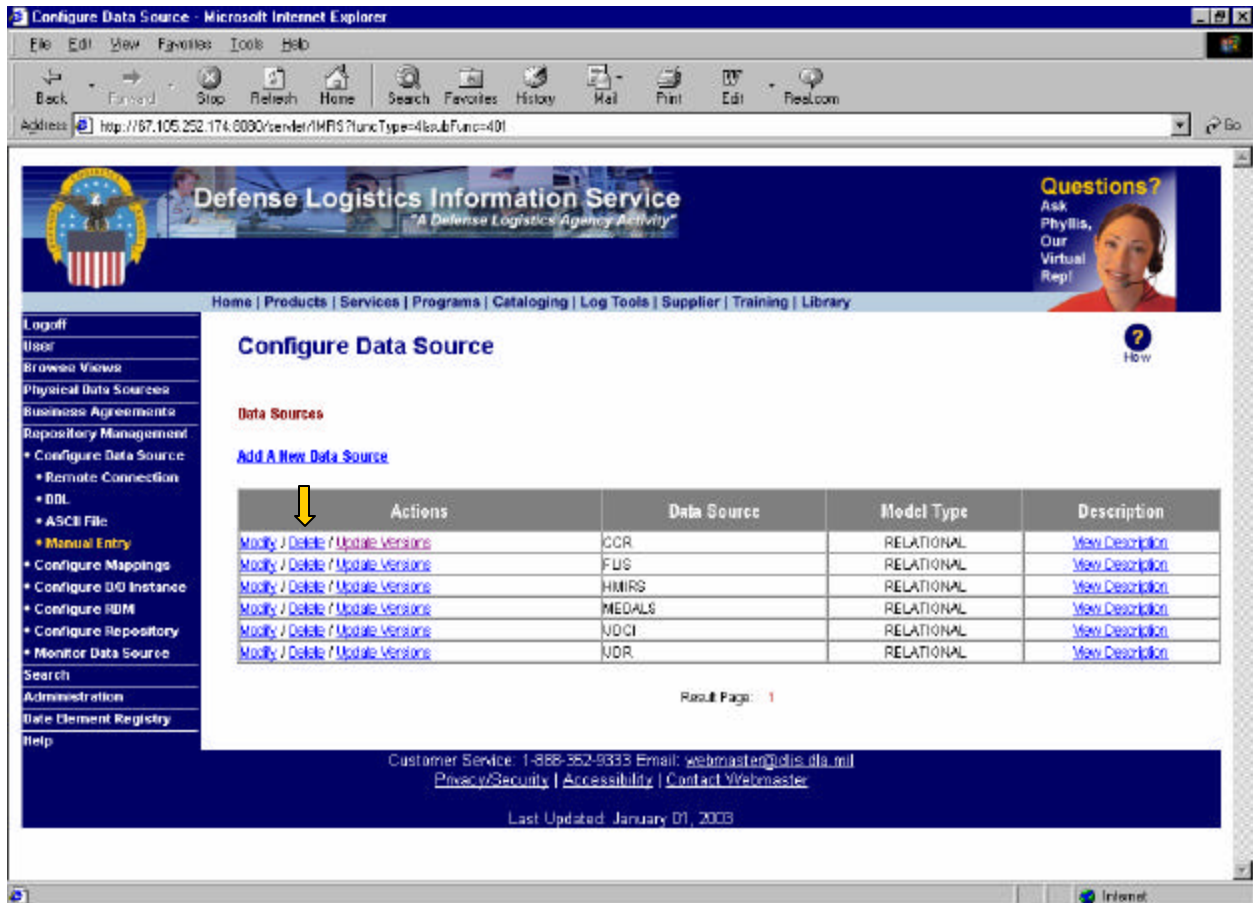 Configure Data Source - Microsoft Internet Explorer
File Edit View Favorites Tools Help
Back Forward Stop Refresh Home Search Favorites History Mail Print Edit Real.com
Address http://67.105.252.174:8080/servlet/IMRIS?funcType=4&subFunc=401 Go
Defense Logistics Information Service
"A Defense Logistics Agency Activity"
Questions?
Ask
Phyllis,
Our
Virtual
Rep!
Home | Products | Services | Programs | Cataloging | Log Tools | Supplier | Training | Library
Logoff
User
Browse Views
Physical Data Sources
Business Agreements
Repository Management
• Configure Data Source
• Remote Connection
• DDL
• ASCII File
• Manual Entry
• Configure Mappings
• Configure D/O Instance
• Configure RDM
• Configure Repository
• Monitor Data Source
Search
Administration
Date Element Registry
Help
Configure Data Source
?
How
Data Sources
Add A New Data Source
Actions Data Source Model Type Description
Modify / Delete / Update Versions CCR RELATIONAL View Description
Modify / Delete / Update Versions FLIS RELATIONAL View Description
Modify / Delete / Update Versions HMIRS RELATIONAL View Description
Modify / Delete / Update Versions MEDALS RELATIONAL View Description
Modify / Delete / Update Versions UDCI RELATIONAL View Description
Modify / Delete / Update Versions UDR RELATIONAL View Description
Result Page: 1
Customer Service: 1-888-352-9333 Email: webmaster@dlis.dla.mil
Privacy/Security | Accessibility | Contact Webmaster
Last Updated: January 01, 2003
Internet